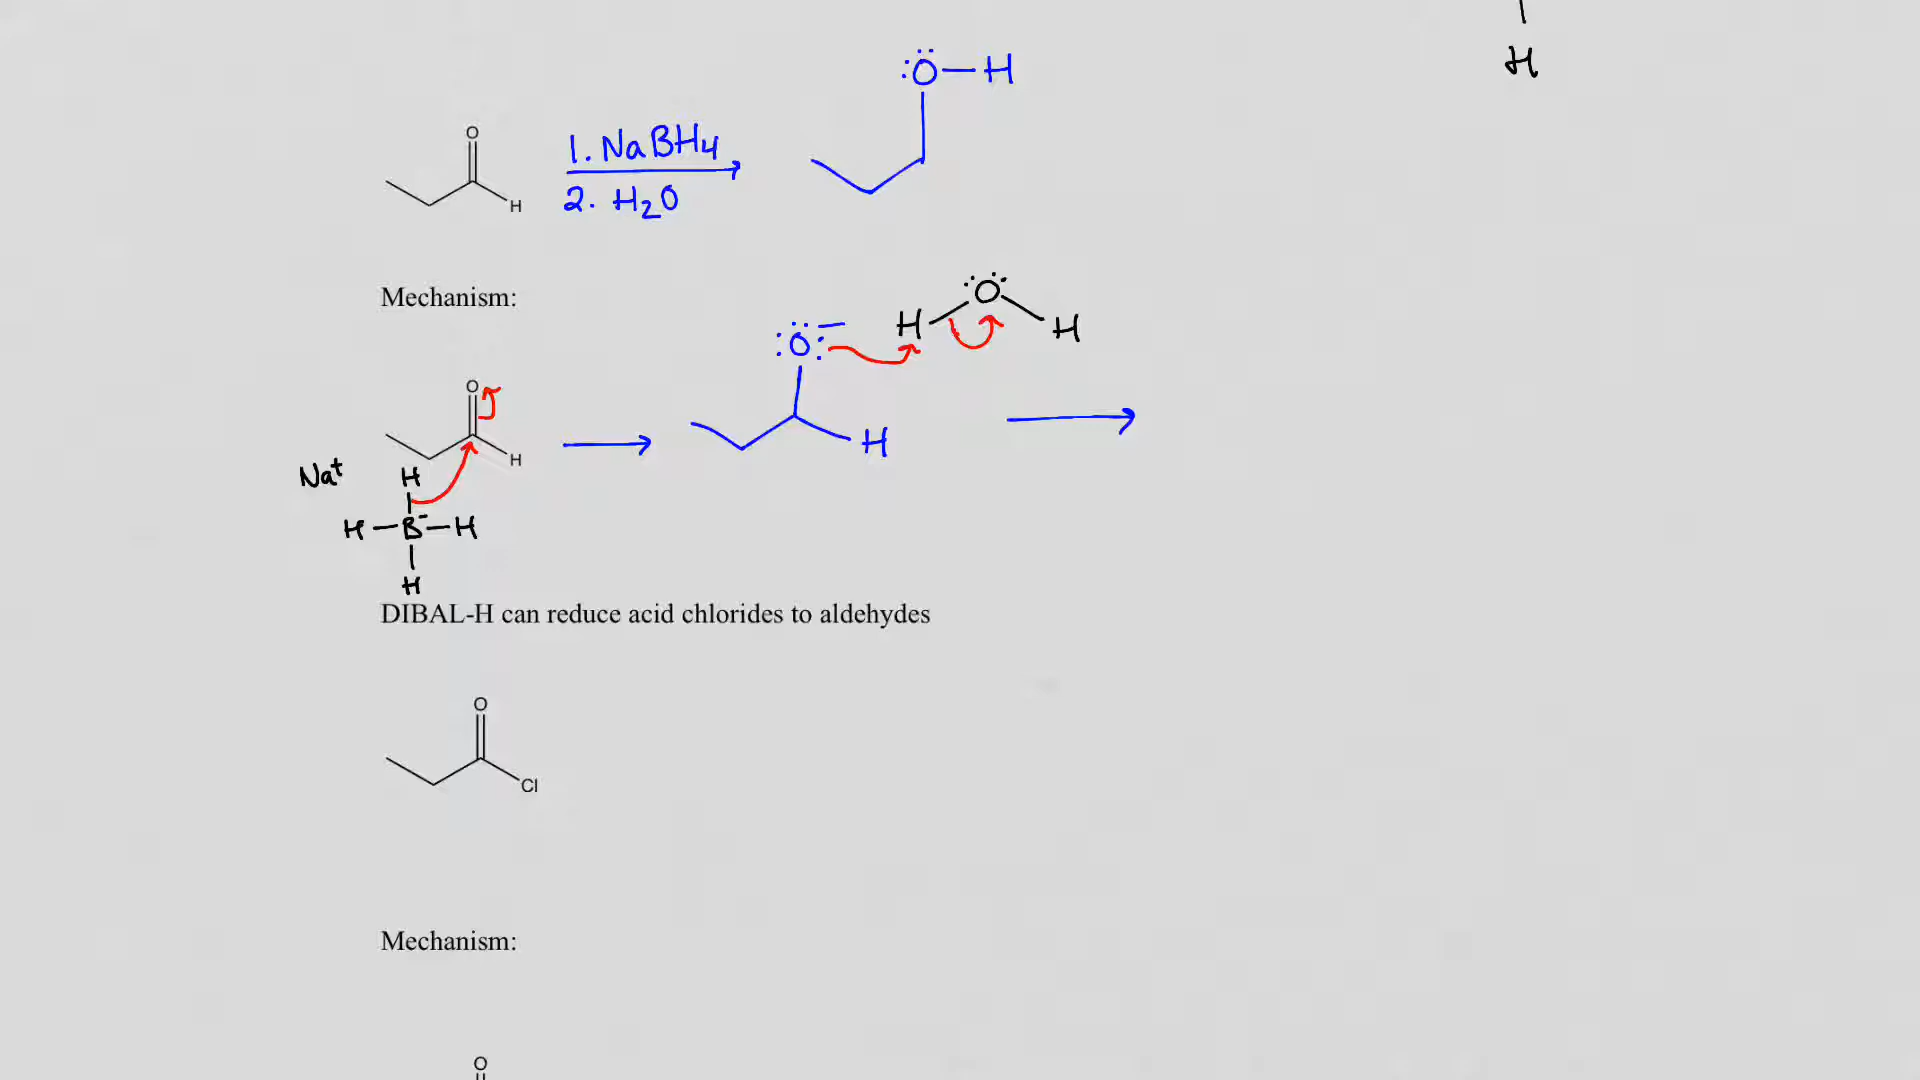 H
:Ö–H
O
H
1. NaBH4
2. H2O
Mechanism:
:Ö:⁻
H
O
H
O
H
H
Na+
H
H–B⁻–H
H
DIBAL-H can reduce acid chlorides to aldehydes
O
Cl
Mechanism:
O